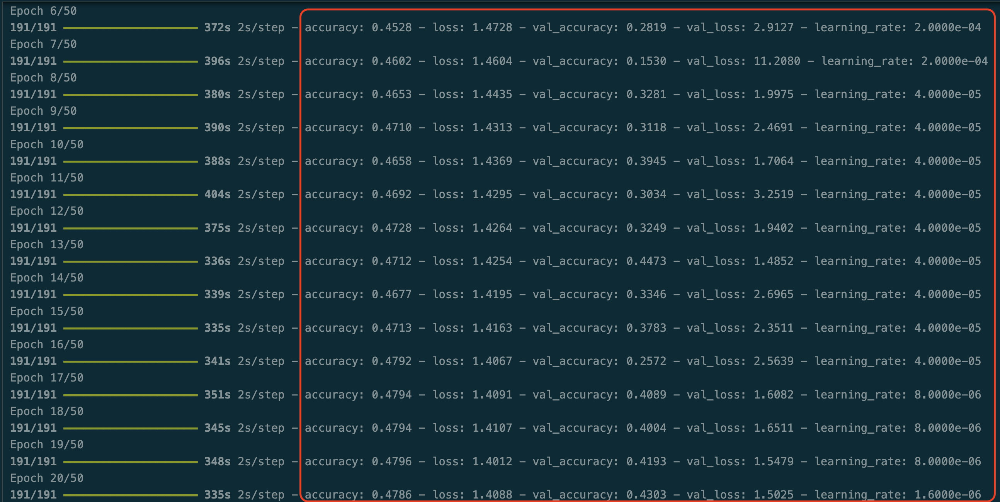 Epoch 6/50
191/191 ━━━━━━━━━━━━━━━━━━━━ 372s 2s/step – accuracy: 0.4528 – loss: 1.4728 – val_accuracy: 0.2819 – val_loss: 2.9127 – learning_rate: 2.0000e-04
Epoch 7/50
191/191 ━━━━━━━━━━━━━━━━━━━━ 396s 2s/step – accuracy: 0.4602 – loss: 1.4604 – val_accuracy: 0.1530 – val_loss: 11.2080 – learning_rate: 2.0000e-04
Epoch 8/50
191/191 ━━━━━━━━━━━━━━━━━━━━ 380s 2s/step – accuracy: 0.4653 – loss: 1.4435 – val_accuracy: 0.3281 – val_loss: 1.9975 – learning_rate: 4.0000e-05
Epoch 9/50
191/191 ━━━━━━━━━━━━━━━━━━━━ 390s 2s/step – accuracy: 0.4710 – loss: 1.4313 – val_accuracy: 0.3118 – val_loss: 2.4691 – learning_rate: 4.0000e-05
Epoch 10/50
191/191 ━━━━━━━━━━━━━━━━━━━━ 388s 2s/step – accuracy: 0.4658 – loss: 1.4369 – val_accuracy: 0.3945 – val_loss: 1.7064 – learning_rate: 4.0000e-05
Epoch 11/50
191/191 ━━━━━━━━━━━━━━━━━━━━ 404s 2s/step – accuracy: 0.4692 – loss: 1.4295 – val_accuracy: 0.3034 – val_loss: 3.2519 – learning_rate: 4.0000e-05
Epoch 12/50
191/191 ━━━━━━━━━━━━━━━━━━━━ 375s 2s/step – accuracy: 0.4728 – loss: 1.4264 – val_accuracy: 0.3249 – val_loss: 1.9402 – learning_rate: 4.0000e-05
Epoch 13/50
191/191 ━━━━━━━━━━━━━━━━━━━━ 336s 2s/step – accuracy: 0.4712 – loss: 1.4254 – val_accuracy: 0.4473 – val_loss: 1.4852 – learning_rate: 4.0000e-05
Epoch 14/50
191/191 ━━━━━━━━━━━━━━━━━━━━ 339s 2s/step – accuracy: 0.4677 – loss: 1.4195 – val_accuracy: 0.3346 – val_loss: 2.6965 – learning_rate: 4.0000e-05
Epoch 15/50
191/191 ━━━━━━━━━━━━━━━━━━━━ 335s 2s/step – accuracy: 0.4713 – loss: 1.4163 – val_accuracy: 0.3783 – val_loss: 2.3511 – learning_rate: 4.0000e-05
Epoch 16/50
191/191 ━━━━━━━━━━━━━━━━━━━━ 341s 2s/step – accuracy: 0.4792 – loss: 1.4067 – val_accuracy: 0.2572 – val_loss: 2.5639 – learning_rate: 4.0000e-05
Epoch 17/50
191/191 ━━━━━━━━━━━━━━━━━━━━ 351s 2s/step – accuracy: 0.4794 – loss: 1.4091 – val_accuracy: 0.4089 – val_loss: 1.6082 – learning_rate: 8.0000e-06
Epoch 18/50
191/191 ━━━━━━━━━━━━━━━━━━━━ 345s 2s/step – accuracy: 0.4794 – loss: 1.4107 – val_accuracy: 0.4004 – val_loss: 1.6511 – learning_rate: 8.0000e-06
Epoch 19/50
191/191 ━━━━━━━━━━━━━━━━━━━━ 348s 2s/step – accuracy: 0.4796 – loss: 1.4012 – val_accuracy: 0.4193 – val_loss: 1.5479 – learning_rate: 8.0000e-06
Epoch 20/50
191/191 ━━━━━━━━━━━━━━━━━━━━ 335s 2s/step – accuracy: 0.4786 – loss: 1.4088 – val_accuracy: 0.4303 – val_loss: 1.5025 – learning_rate: 1.6000e-06